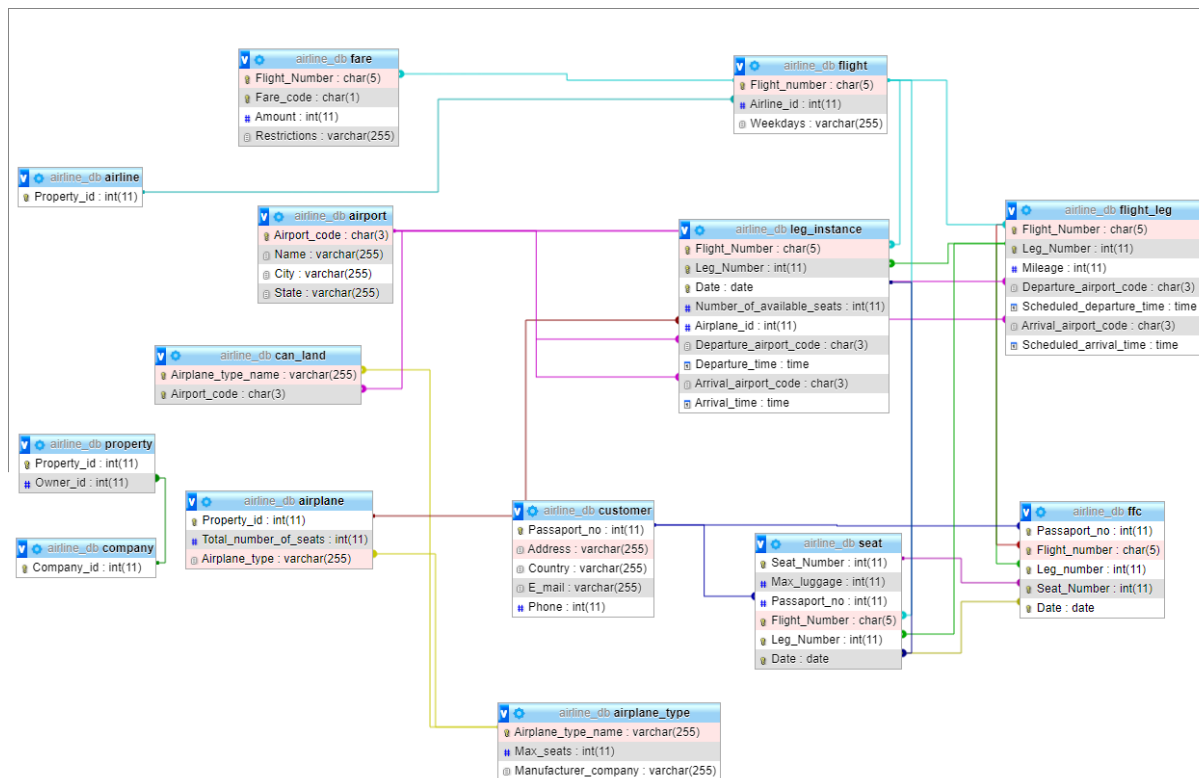 airline_db fare
Flight_Number : char(5)
Fare_code : char(1)
Amount : int(11)
Restrictions : varchar(255)
airline_db flight
Flight_number : char(5)
Airline_id : int(11)
Weekdays : varchar(255)
airline_db airline
Property_id : int(11)
airline_db airport
Airport_code : char(3)
Name : varchar(255)
City : varchar(255)
State : varchar(255)
airline_db leg_instance
Flight_Number : char(5)
Leg_Number : int(11)
Date : date
Number_of_available_seats : int(11)
Airplane_id : int(11)
Departure_airport_code : char(3)
Departure_time : time
Arrival_airport_code : char(3)
Arrival_time : time
airline_db flight_leg
Flight_Number : char(5)
Leg_Number : int(11)
Mileage : int(11)
Departure_airport_code : char(3)
Scheduled_departure_time : time
Arrival_airport_code : char(3)
Scheduled_arrival_time : time
airline_db can_land
Airplane_type_name : varchar(255)
Airport_code : char(3)
airline_db property
Property_id : int(11)
Owner_id : int(11)
airline_db company
Company_id : int(11)
airline_db airplane
Property_id : int(11)
Total_number_of_seats : int(11)
Airplane_type : varchar(255)
airline_db customer
Passaport_no : int(11)
Address : varchar(255)
Country : varchar(255)
E_mail : varchar(255)
Phone : int(11)
airline_db seat
Seat_Number : int(11)
Max_luggage : int(11)
Passaport_no : int(11)
Flight_Number : char(5)
Leg_Number : int(11)
Date : date
airline_db ffc
Passaport_no : int(11)
Flight_number : char(5)
Leg_number : int(11)
Seat_Number : int(11)
Date : date
airline_db airplane_type
Airplane_type_name : varchar(255)
Max_seats : int(11)
Manufacturer_company : varchar(255)